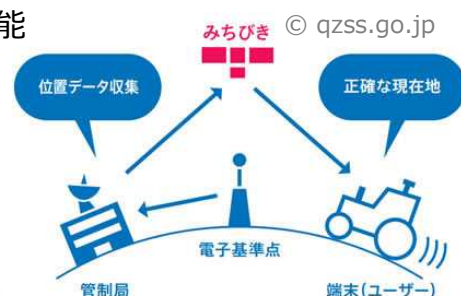 能
みちびき
© qzss.go.jp
位置データ収集
正確な現在地
電子基準点
管制局
端末(ユーザー)